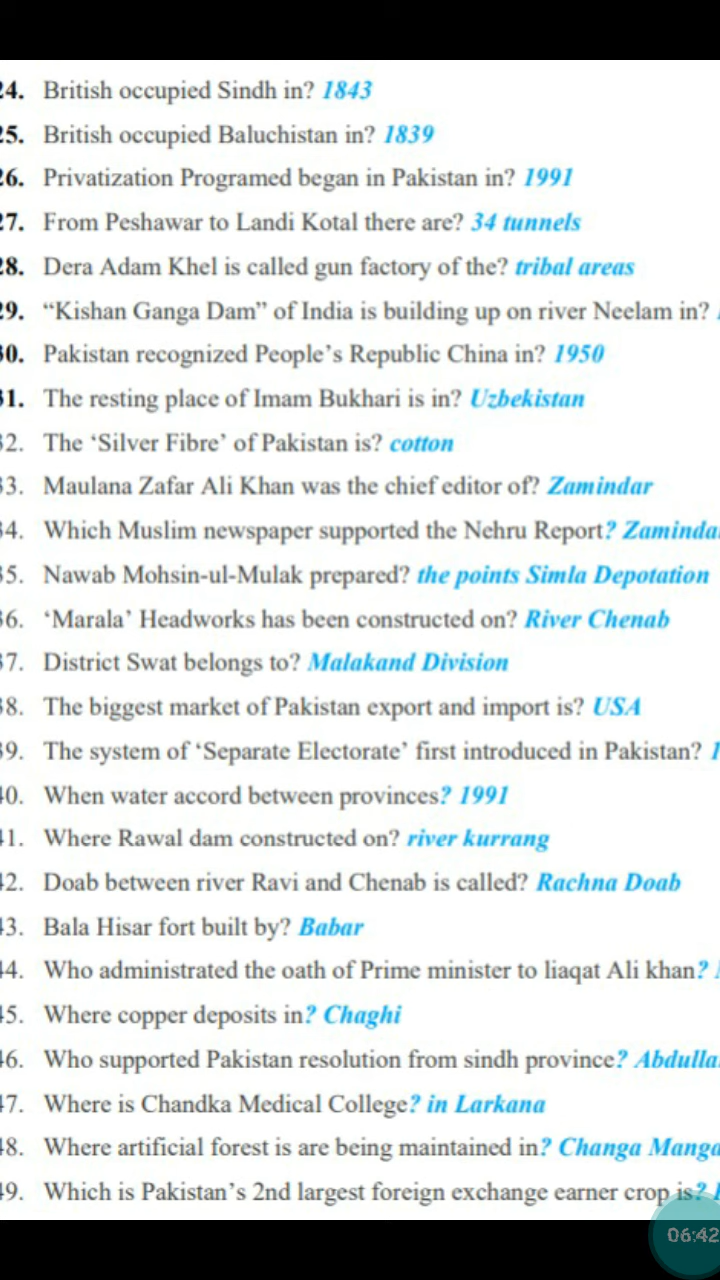 24. British occupied Sindh in? 1843
25. British occupied Baluchistan in? 1839
26. Privatization Programed began in Pakistan in? 1991
27. From Peshawar to Landi Kotal there are? 34 tunnels
28. Dera Adam Khel is called gun factory of the? tribal areas
29. “Kishan Ganga Dam” of India is building up on river Neelam in?
30. Pakistan recognized People’s Republic China in? 1950
31. The resting place of Imam Bukhari is in? Uzbekistan
32. The ‘Silver Fibre’ of Pakistan is? cotton
33. Maulana Zafar Ali Khan was the chief editor of? Zamindar
34. Which Muslim newspaper supported the Nehru Report? Zaminda
35. Nawab Mohsin-ul-Mulak prepared? the points Simla Depotation
36. ‘Marala’ Headworks has been constructed on? River Chenab
37. District Swat belongs to? Malakand Division
38. The biggest market of Pakistan export and import is? USA
39. The system of ‘Separate Electorate’ first introduced in Pakistan? 1
40. When water accord between provinces? 1991
41. Where Rawal dam constructed on? river kurrang
42. Doab between river Ravi and Chenab is called? Rachna Doab
43. Bala Hisar fort built by? Babar
44. Who administrated the oath of Prime minister to liaqat Ali khan?
45. Where copper deposits in? Chaghi
46. Who supported Pakistan resolution from sindh province? Abdulla
47. Where is Chandka Medical College? in Larkana
48. Where artificial forest is are being maintained in? Changa Manga
49. Which is Pakistan’s 2nd largest foreign exchange earner crop is?
06:42